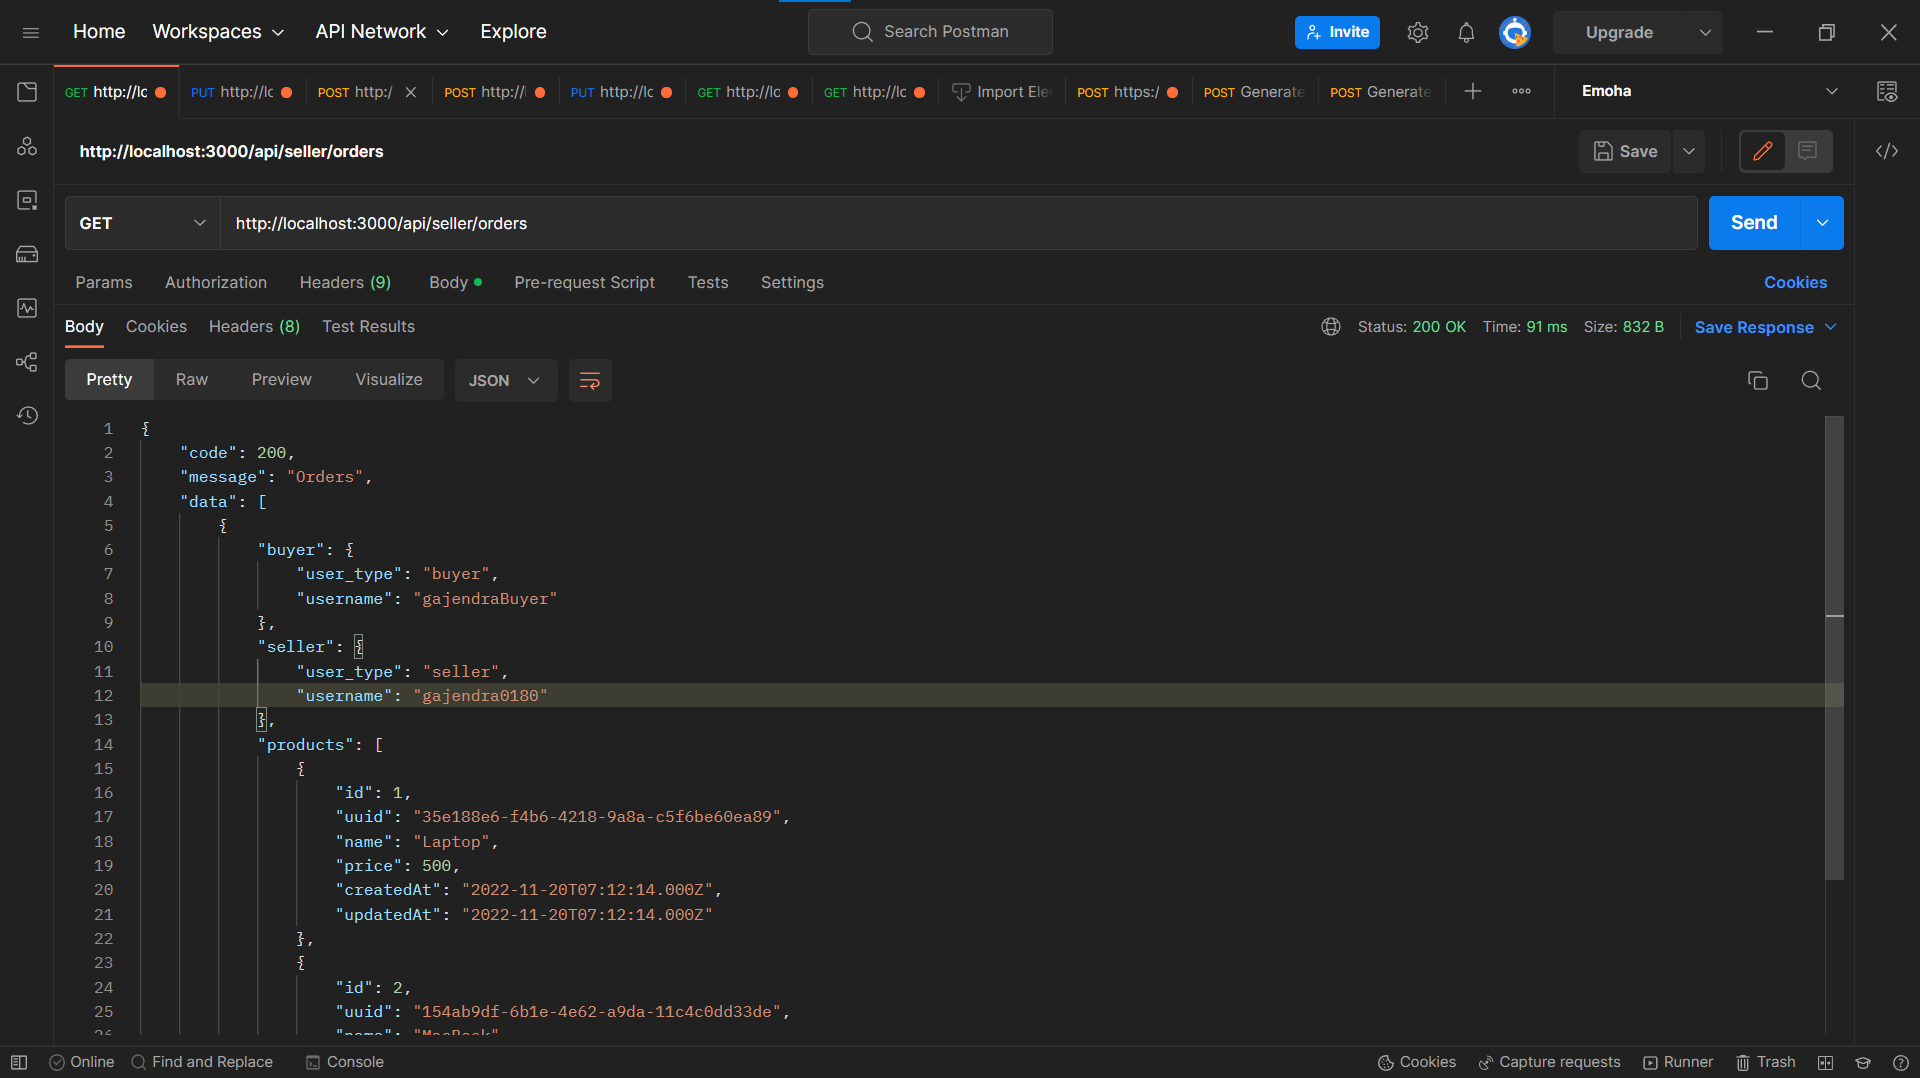 Home Workspaces API Network Explore Search Postman Invite Upgrade
GET http://lc PUT http://lc POST http:/ POST http:// PUT http://lc GET http://lc GET http://lc Import Ele POST https:/ POST Generate POST Generate Emoha
http://localhost:3000/api/seller/orders Save
GET http://localhost:3000/api/seller/orders Send
Params Authorization Headers (9) Body Pre-request Script Tests Settings Cookies
Body Cookies Headers (8) Test Results Status: 200 OK Time: 91 ms Size: 832 B Save Response
Pretty Raw Preview Visualize JSON
1 {
2 "code": 200,
3 "message": "Orders",
4 "data": [
5 {
6 "buyer": {
7 "user_type": "buyer",
8 "username": "gajendraBuyer"
9 },
10 "seller": {
11 "user_type": "seller",
12 "username": "gajendra0180"
13 },
14 "products": [
15 {
16 "id": 1,
17 "uuid": "35e188e6-f4b6-4218-9a8a-c5f6be60ea89",
18 "name": "Laptop",
19 "price": 500,
20 "createdAt": "2022-11-20T07:12:14.000Z",
21 "updatedAt": "2022-11-20T07:12:14.000Z"
22 },
23 {
24 "id": 2,
25 "uuid": "154ab9df-6b1e-4e62-a9da-11c4c0dd33de",
26 "name": "MacBook"
Online Find and Replace Console Cookies Capture requests Runner Trash